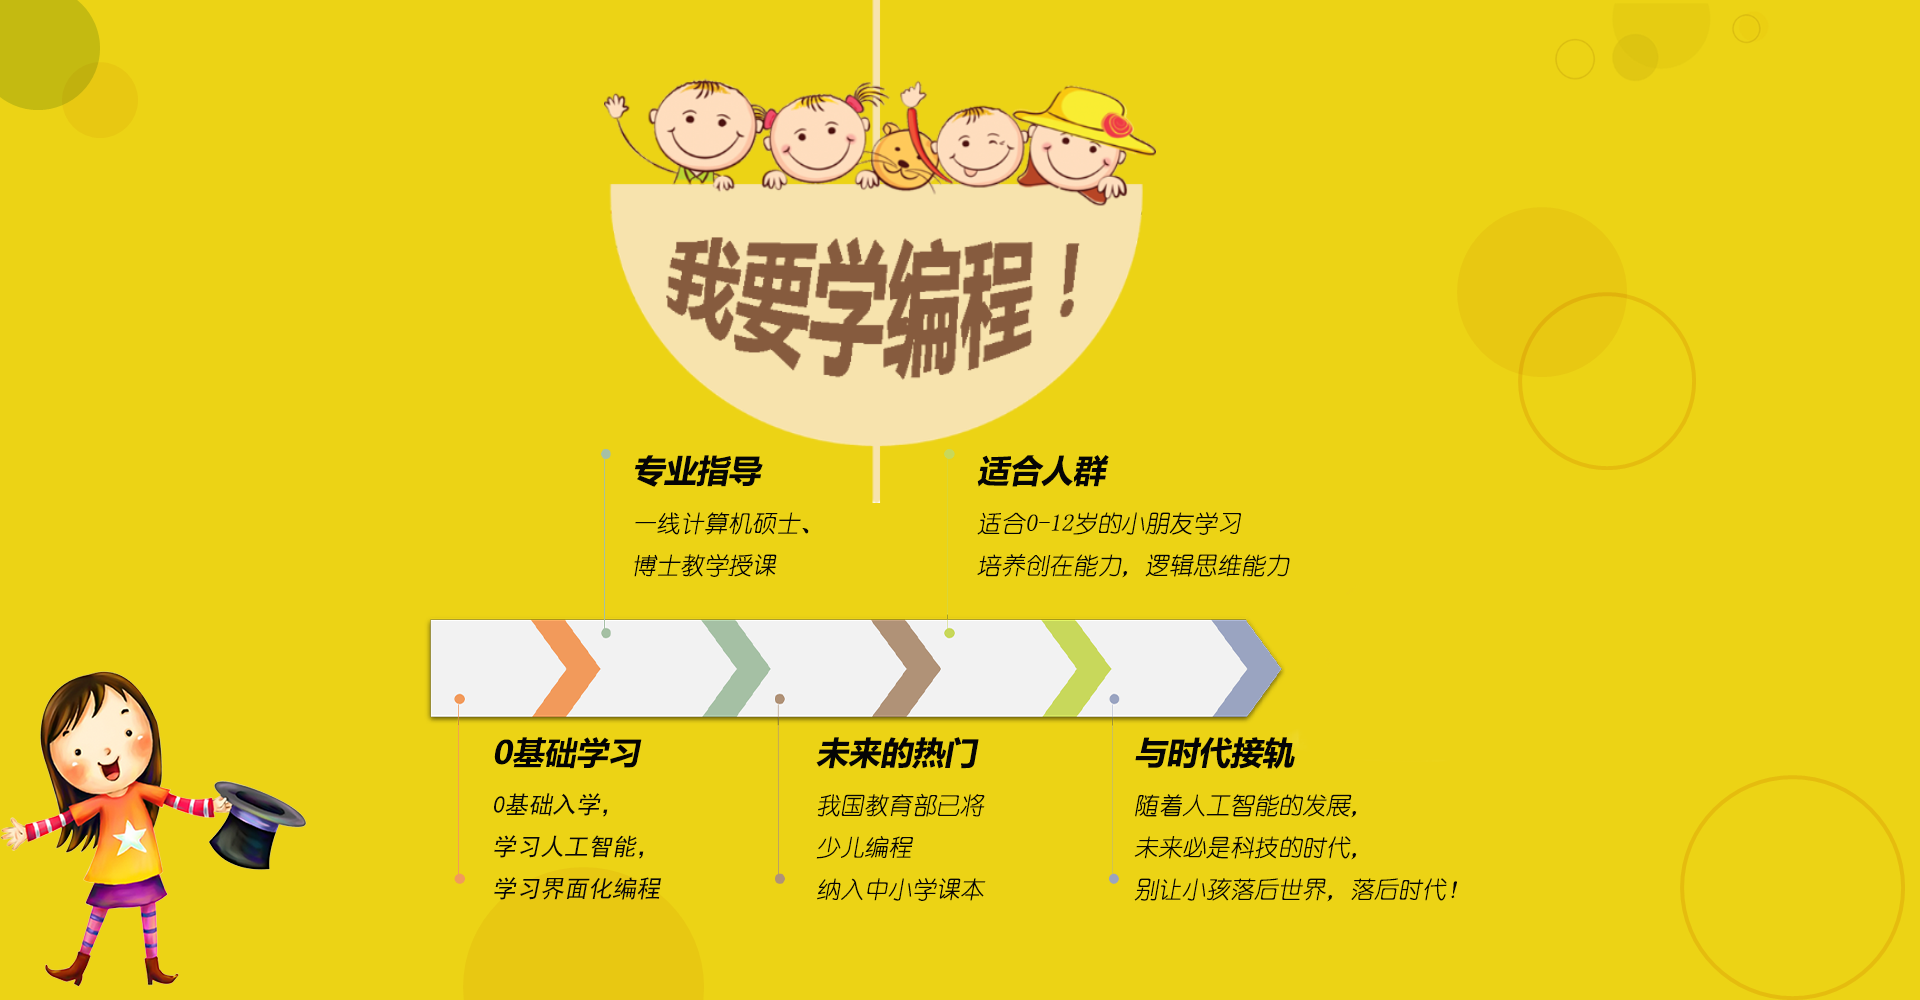 我要学编程！
专业指导
一线计算机硕士、
博士教学授课
适合人群
适合0-12岁的小朋友学习
培养创在能力，逻辑思维能力
0基础学习
0基础入学，
学习人工智能，
学习界面化编程
未来的热门
我国教育部已将
少儿编程
纳入中小学课本
与时代接轨
随着人工智能的发展，
未来必是科技的时代，
别让小孩落后世界，落后时代！